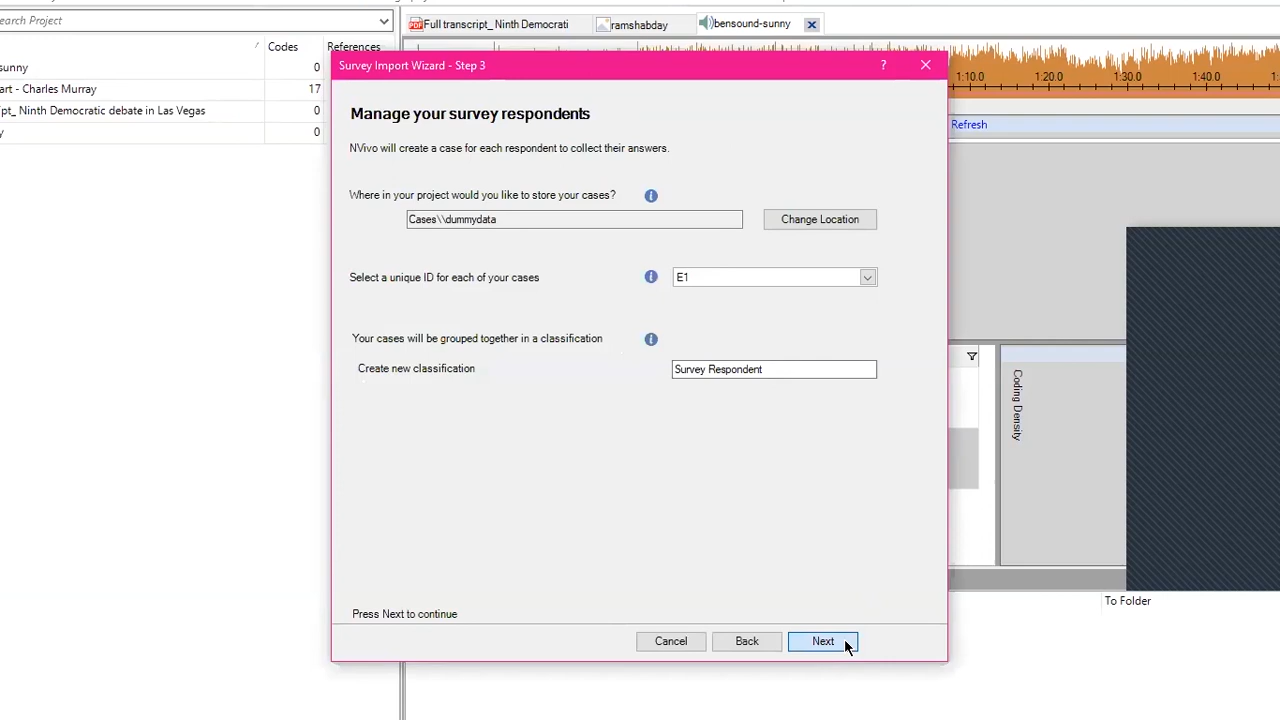 earch Project
Full transcript_ Ninth Democrati
ramshabday
bensound-sunny
Codes
References
sunny
0
art - Charles Murray
17
pt_ Ninth Democratic debate in Las Vegas
0
y
0
1:10.0
1:20.0
1:30.0
1:40.0
Refresh
Survey Import Wizard - Step 3
?
Manage your survey respondents
NVivo will create a case for each respondent to collect their answers.
Where in your project would you like to store your cases?
Cases\\dummydata
Change Location
Select a unique ID for each of your cases
E1
Your cases will be grouped together in a classification
Create new classification
Survey Respondent
Press Next to continue
Cancel
Back
Next
Coding Density
To Folder